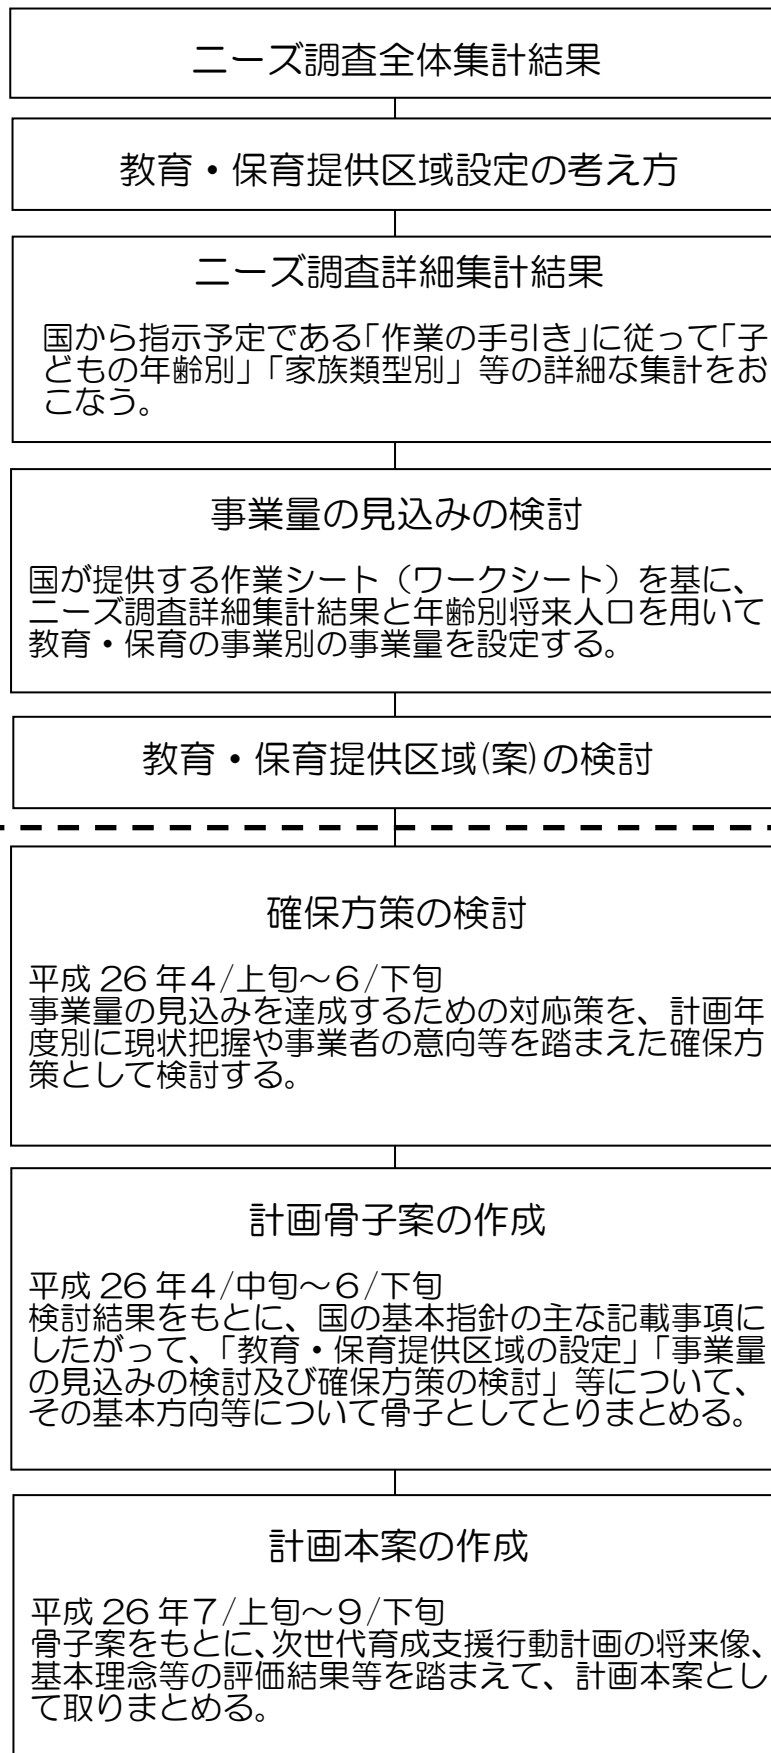 ニーズ調査全体集計結果
教育・保育提供区域設定の考え方
ニーズ調査詳細集計結果
国から指示予定である「作業の手引き」に従って「子
どもの年齢別」「家族類型別」等の詳細な集計をお
こなう。
事業量の見込みの検討
国が提供する作業シート（ワークシート）を基に、
ニーズ調査詳細集計結果と年齢別将来人口を用いて
教育・保育の事業別の事業量を設定する。
教育・保育提供区域(案)の検討
確保方策の検討
平成 26 年４/上旬～６/下旬
事業量の見込みを達成するための対応策を、計画年
度別に現状把握や事業者の意向等を踏まえた確保方
策として検討する。
計画骨子案の作成
平成 26 年４/中旬～６/下旬
検討結果をもとに、国の基本指針の主な記載事項に
したがって、「教育・保育提供区域の設定」「事業量
の見込みの検討及び確保方策の検討」等について、
その基本方向等について骨子としてとりまとめる。
計画本案の作成
平成 26 年７/上旬～９/下旬
骨子案をもとに、次世代育成支援行動計画の将来像、
基本理念等の評価結果等を踏まえて、計画本案とし
て取りまとめる。